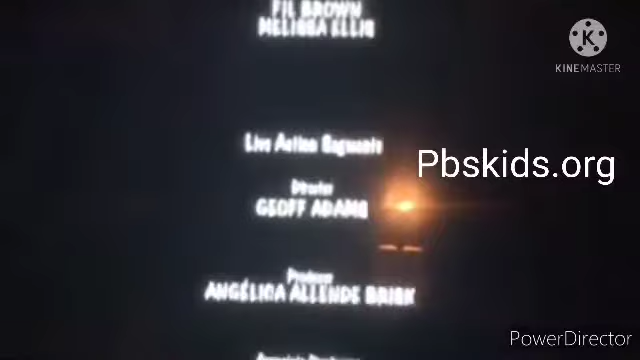 FIL BROWN
MELISSA ELLIS
KINEMASTER
Live Action Segments
Pbskids.org
Director
GEOFF ADAMS
Producer
ANGÉLICA ALLENDE BRISK
PowerDirector